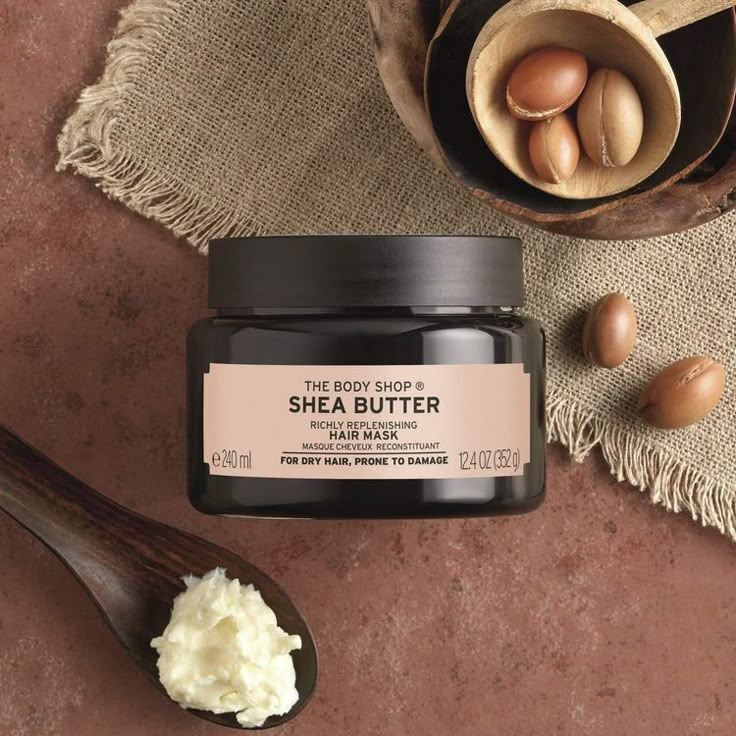 THE BODY SHOP ®
SHEA BUTTER
RICHLY REPLENISHING
HAIR MASK
MASQUE CHEVEUX RECONSTITUANT
FOR DRY HAIR, PRONE TO DAMAGE
℮240 ml
12.4 OZ (352g)